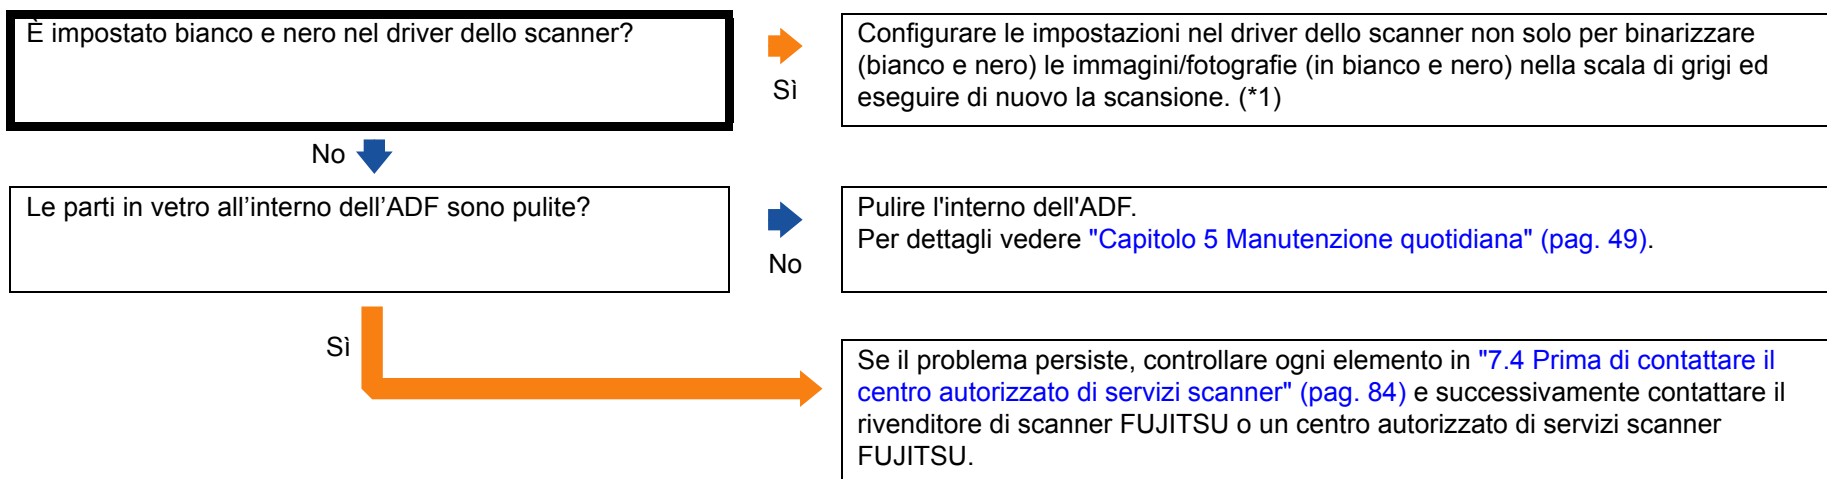 È impostato bianco e nero nel driver dello scanner?
Sì
Configurare le impostazioni nel driver dello scanner non solo per binarizzare
(bianco e nero) le immagini/fotografie (in bianco e nero) nella scala di grigi ed
eseguire di nuovo la scansione. (*1)
No
Le parti in vetro all’interno dell’ADF sono pulite?
No
Pulire l'interno dell'ADF.
Per dettagli vedere "Capitolo 5 Manutenzione quotidiana" (pag. 49).
Sì
Se il problema persiste, controllare ogni elemento in "7.4 Prima di contattare il
centro autorizzato di servizi scanner" (pag. 84) e successivamente contattare il
rivenditore di scanner FUJITSU o un centro autorizzato di servizi scanner
FUJITSU.